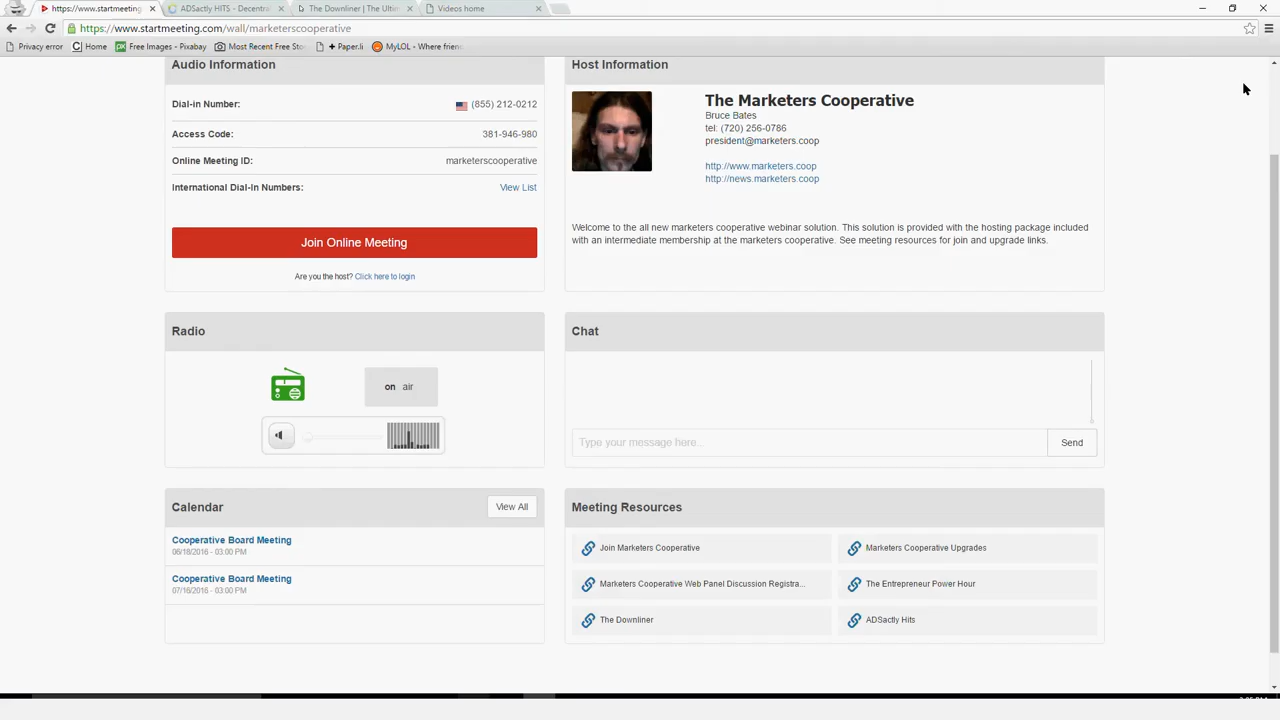 https://www.startmeeting
ADSactly HITS - Decentra
The Downliner | The Ultim
Videos home
https://www.startmeeting.com/wall/marketerscooperative
Privacy error
Home
Free Images - Pixabay
Most Recent Free Sto
+ Paper.li
MyLOL - Where frien
Audio Information
Dial-in Number: (855) 212-0212
Access Code: 381-946-980
Online Meeting ID: marketerscooperative
International Dial-In Numbers: View List
Join Online Meeting
Are you the host? Click here to login
Host Information
The Marketers Cooperative
Bruce Bates
tel: (720) 256-0786
president@marketers.coop
http://www.marketers.coop
http://news.marketers.coop
Welcome to the all new marketers cooperative webinar solution. This solution is provided with the hosting package included
with an intermediate membership at the marketers cooperative. See meeting resources for join and upgrade links.
Radio
on air
Chat
Type your message here...
Send
Calendar
View All
Cooperative Board Meeting
06/18/2016 - 03:00 PM
Cooperative Board Meeting
07/16/2016 - 03:00 PM
Meeting Resources
Join Marketers Cooperative
Marketers Cooperative Upgrades
Marketers Cooperative Web Panel Discussion Registra...
The Entrepreneur Power Hour
The Downliner
ADSactly Hits